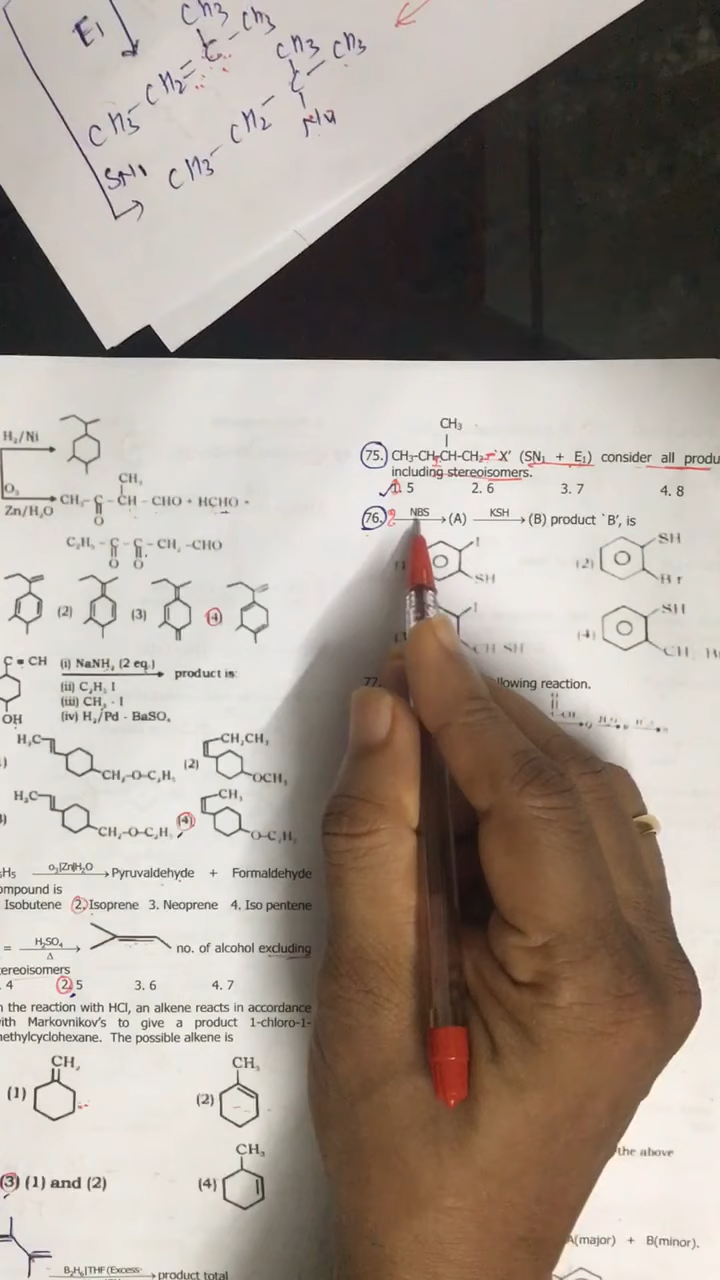 E1
CH3
CH3
CH3 - CH2 = C
CH3
CH3
SN1
CH3 - CH2 - C
Nu
H₂/Ni
O₃
Zn/H₂O
CH₃
CH₃-C - CH - CHO + HCHO
O
C₂H₅ - C - C - CH₂ -CHO
O O
(2) (3) (4)
C≡CH
(i) NaNH₂ (2 eq.)
product is:
(ii) C₂H₅ I
(iii) CH₃ - I
(iv) H₂/Pd - BaSO₄
OH
H₃C
CH₂-O-C₂H₅
(2)
CH₂CH₃
OCH₃
H₃C
CH₂-O-C₂H₅
(4)
CH₃
O-C₂H₅
H₅ o₃|Zn|H₂O Pyruvaldehyde + Formaldehyde
ompound is
Isobutene 2. Isoprene 3. Neoprene 4. Iso pentene
= H₂SO₄
Δ
no. of alcohol excluding
ereoisomers
4 2. 5 3. 6 4. 7
the reaction with HCl, an alkene reacts in accordance
ith Markovnikov's to give a product 1-chloro-1-
ethylcyclohexane. The possible alkene is
(1) CH₂
(2) CH₃
(3) (1) and (2)
(4) CH₃
B₂H₆|THF (Excess
product total
CH₃
75. CH₃-CH-CH-CH₂- 'X' (SN₁ + E₁) consider all produ
including stereoisomers.
1. 5 2. 6 3. 7 4. 8
76. NBS (A) KSH (B) product `B', is
I
SH
(2) SH
Br
I
CH SH
(4) SH
CH
77.
llowing reaction.
the above
A(major) + B(minor).